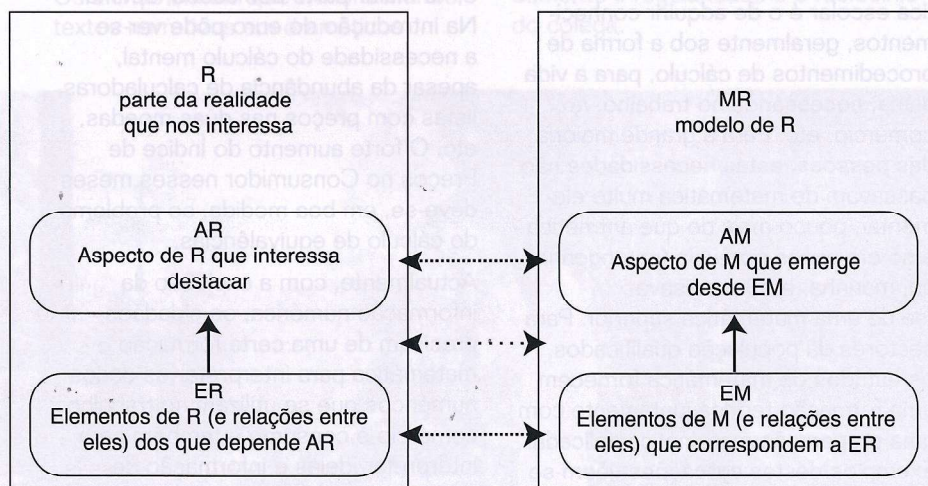 R
parte da realidade
que nos interessa
MR
modelo de R
AR
Aspecto de R que interessa
destacar
AM
Aspecto de M que emerge
desde EM
ER
Elementos de R (e relações entre
eles) dos que depende AR
EM
Elementos de M (e relações entre
eles) que correspondem a ER